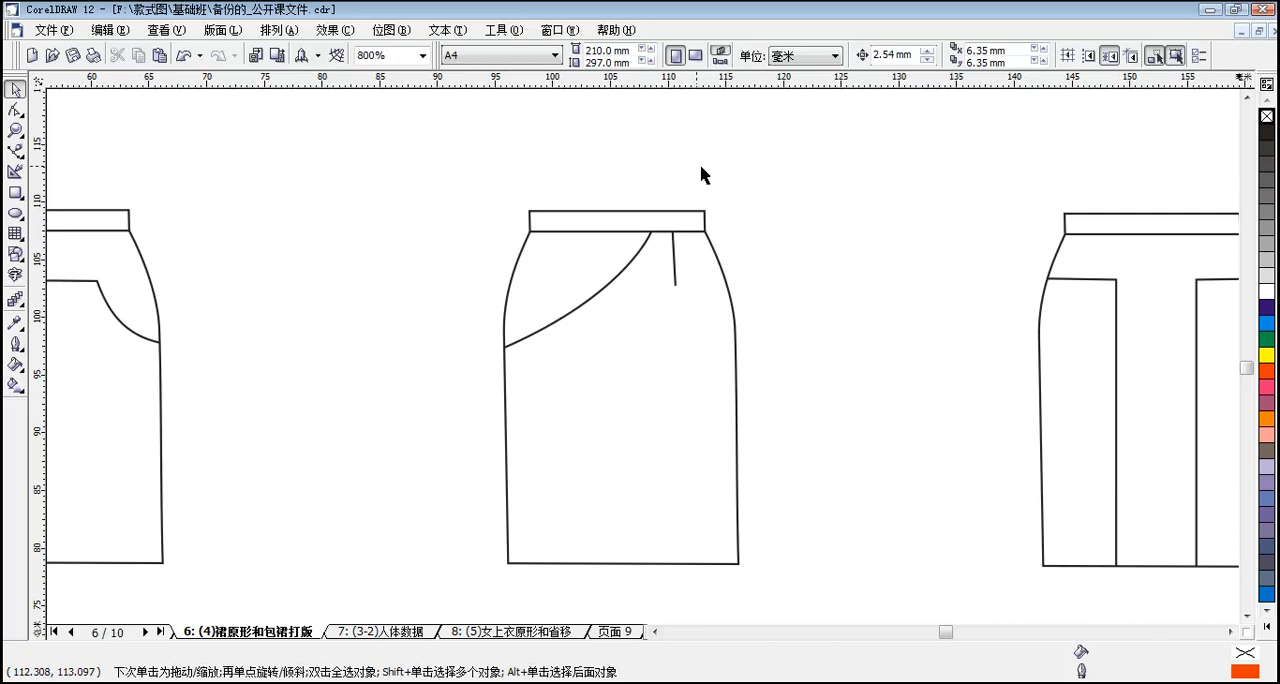 CorelDRAW 12 - [F:\款式图\基础班\备份的_公开课文件.cdr]
文件(F) 编辑(E) 查看(V) 版面(L) 排列(A) 效果(C) 位图(B) 文本(T) 工具(O) 窗口(W) 帮助(H)
800% A4 210.0 mm 297.0 mm 单位: 毫米 2.54 mm 6.35 mm 6.35 mm
60 65 70 75 80 85 90 95 100 105 110 115 120 125 130 135 140 145 150 155 毫米
115
110
105
100
95
90
85
80
75
毫米
6 / 10 6: (4)裙原形和包裙打版 7: (3-2)人体数据 8: (5)女上衣原形和省移 页面 9
(112.308, 113.097) 下次单击为拖动/缩放;再单点旋转/倾斜;双击全选对象; Shift+单击选择多个对象; Alt+单击选择后面对象